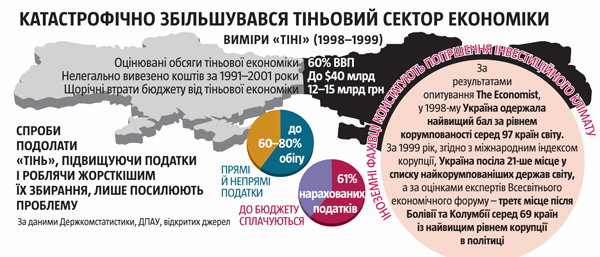 КАТАСТРОФІЧНО ЗБІЛЬШУВАВСЯ ТІНЬОВИЙ СЕКТОР ЕКОНОМІКИ
ВИМІРИ «ТІНІ» (1998–1999)
Оцінювані обсяги тіньової економіки 60% ВВП
Нелегально вивезено коштів за 1991–2001 роки До $40 млрд
Щорічні втрати бюджету від тіньової економіки 12–15 млрд грн
СПРОБИ
ПОДОЛАТИ
«ТІНЬ», ПІДВИЩУЮЧИ ПОДАТКИ
І РОБЛЯЧИ ЖОРСТКІШИМ
ЇХ ЗБИРАННЯ, ЛИШЕ ПОСИЛЮЮТЬ
ПРОБЛЕМУ
до
60–80%
обігу
ПРЯМІ
Й НЕПРЯМІ
ПОДАТКИ
61%
нарахованих
податків
ДО БЮДЖЕТУ
СПЛАЧУЮТЬСЯ
ІНОЗЕМНІ ФАХІВЦІ КОНСТАТУЮТЬ ПОГІРШЕННЯ ІНВЕСТИЦІЙНОГО КЛІМАТУ
За
результатами
опитування The Economist,
у 1998-му Україна одержала
найвищий бал за рівнем
корумпованості серед 97 країн світу.
За 1999 рік, згідно з міжнародним індексом
корупції, Україна посіла 21-ше місце у
списку найкорумпованіших держав світу,
а за оцінками експертів Всесвітнього
економічного форуму – третє місце після
Болівії та Колумбії серед 69 країн
із найвищим рівнем корупції
в політиці
За даними Держкомстатистики, ДПАУ, відкритих джерел